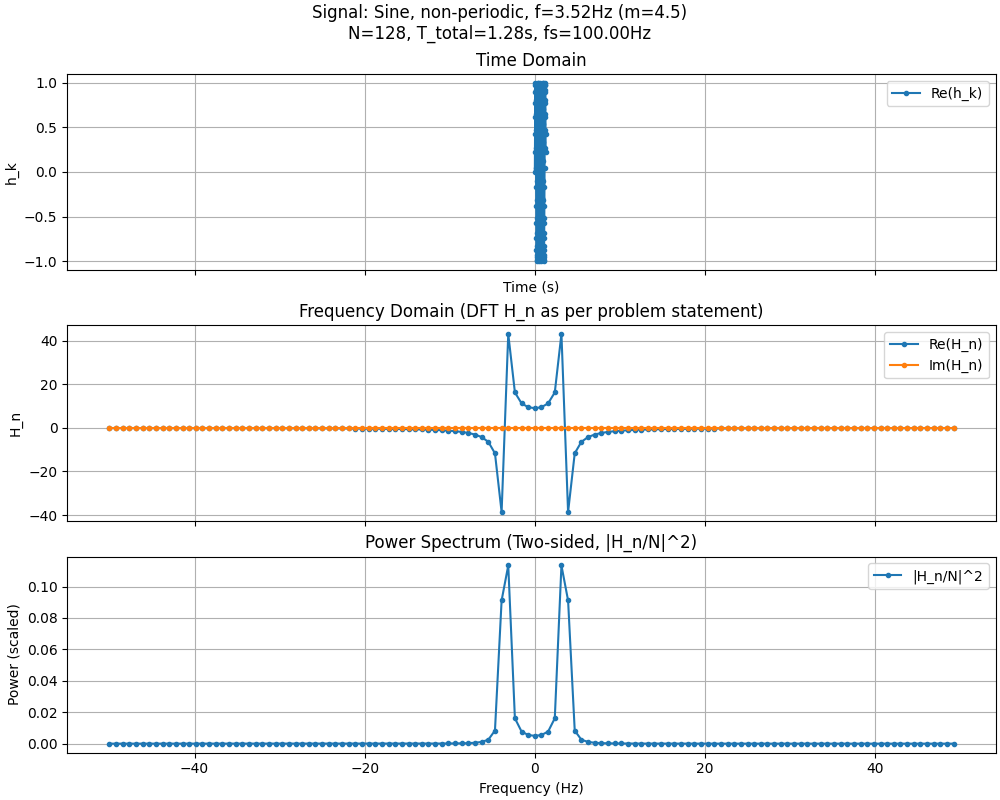 Signal: Sine, non-periodic, f=3.52Hz (m=4.5)
N=128, T_total=1.28s, fs=100.00Hz
Time Domain
1.0
0.5
0.0
−0.5
−1.0
h_k
Re(h_k)
Time (s)
Frequency Domain (DFT H_n as per problem statement)
40
20
0
−20
−40
H_n
Re(H_n)
Im(H_n)
Power Spectrum (Two-sided, |H_n/N|^2)
0.10
0.08
0.06
0.04
0.02
0.00
Power (scaled)
|H_n/N|^2
−40
−20
0
20
40
Frequency (Hz)